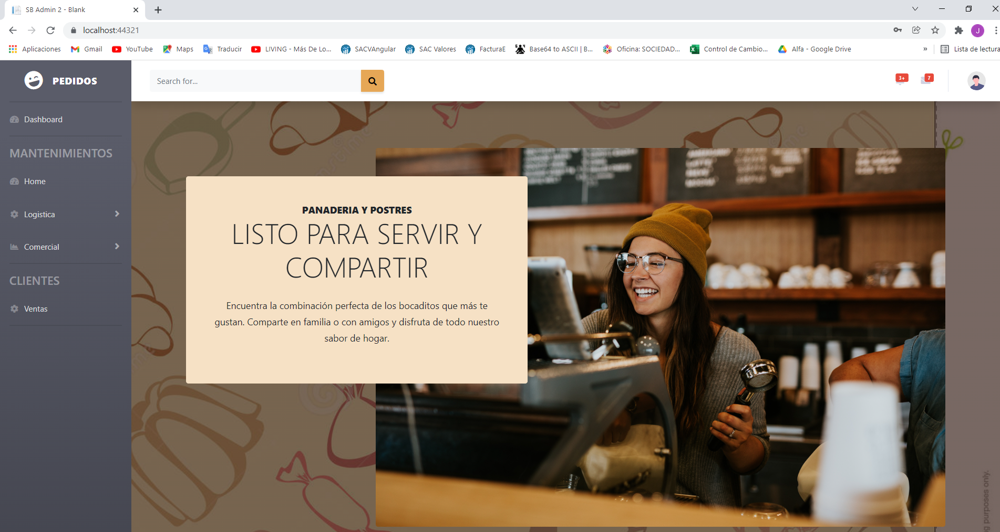 SB Admin 2 - Blank
localhost:44321
Aplicaciones
Gmail
YouTube
Maps
Traducir
LIVING - Más De Lo...
SACVAngular
SAC Valores
FacturaE
Base64 to ASCII | B...
Oficina: SOCIEDAD...
Control de Cambio...
Alfa - Google Drive
»
Lista de lectura
J
PEDIDOS
Search for...
3+
7
Dashboard
MANTENIMIENTOS
Home
Logistica
Comercial
CLIENTES
Ventas
PANADERIA Y POSTRES
LISTO PARA SERVIR Y
COMPARTIR
Encuentra la combinación perfecta de los bocaditos que más te
gustan. Comparte en familia o con amigos y disfruta de todo nuestro
sabor de hogar.
purposes only.